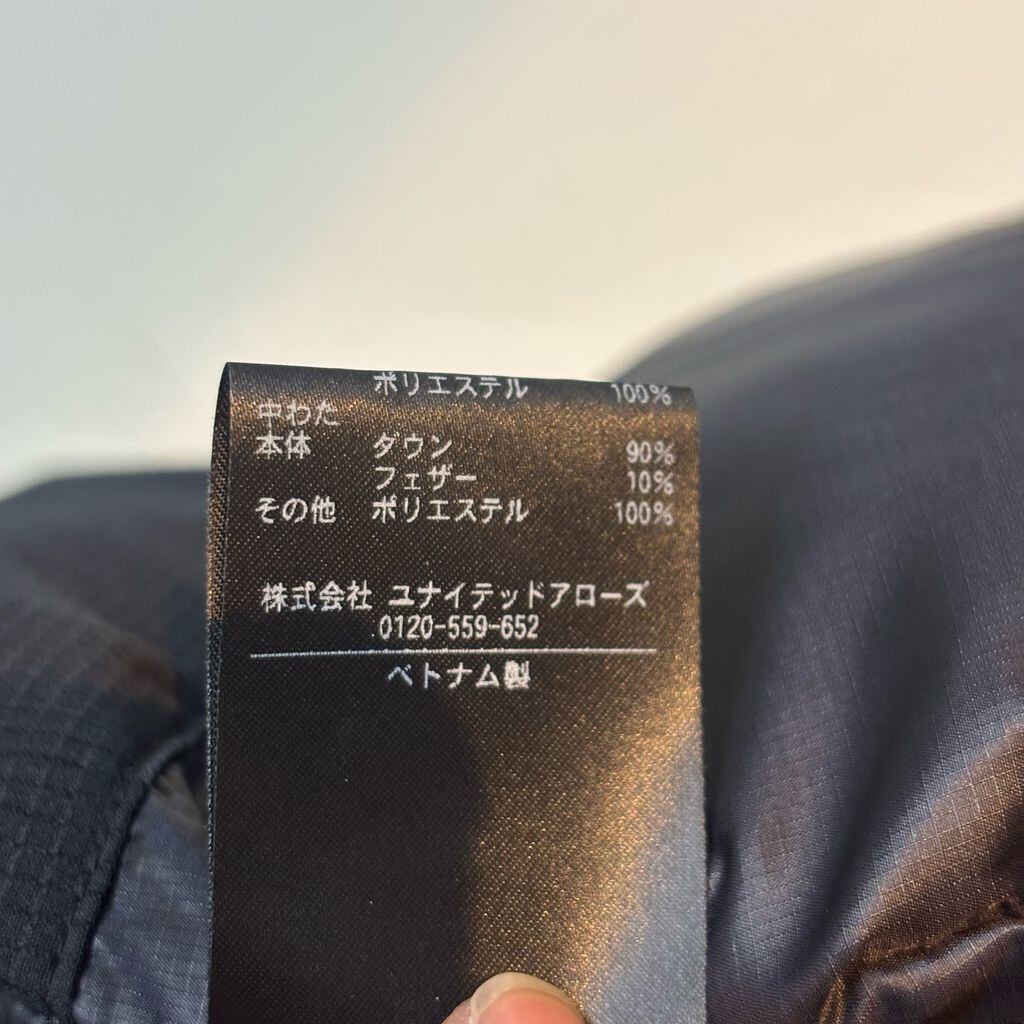 ポリエステル 100%
中わた
本体 ダウン 90%
フェザー 10%
その他 ポリエステル 100%
株式会社 ユナイテッドアローズ
0120-559-652
ベトナム製